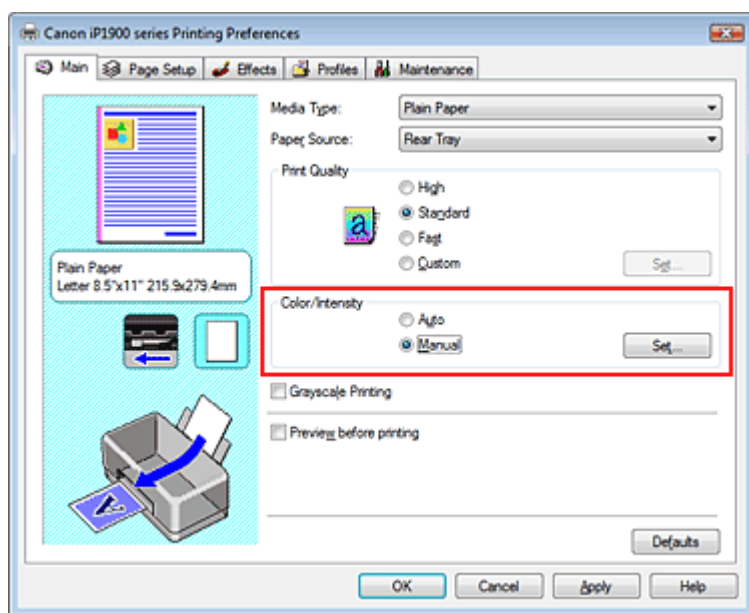 Canon iP1900 series Printing Preferences
Main Page Setup Effects Profiles Maintenance
Media Type: Plain Paper
Paper Source: Rear Tray
Print Quality
High
a Standard
Fast
Custom Set...
Plain Paper
Letter 8.5"x11" 215.9x279.4mm
Color/Intensity
Auto
Manual Set...
Grayscale Printing
Preview before printing
Defaults
OK Cancel Apply Help